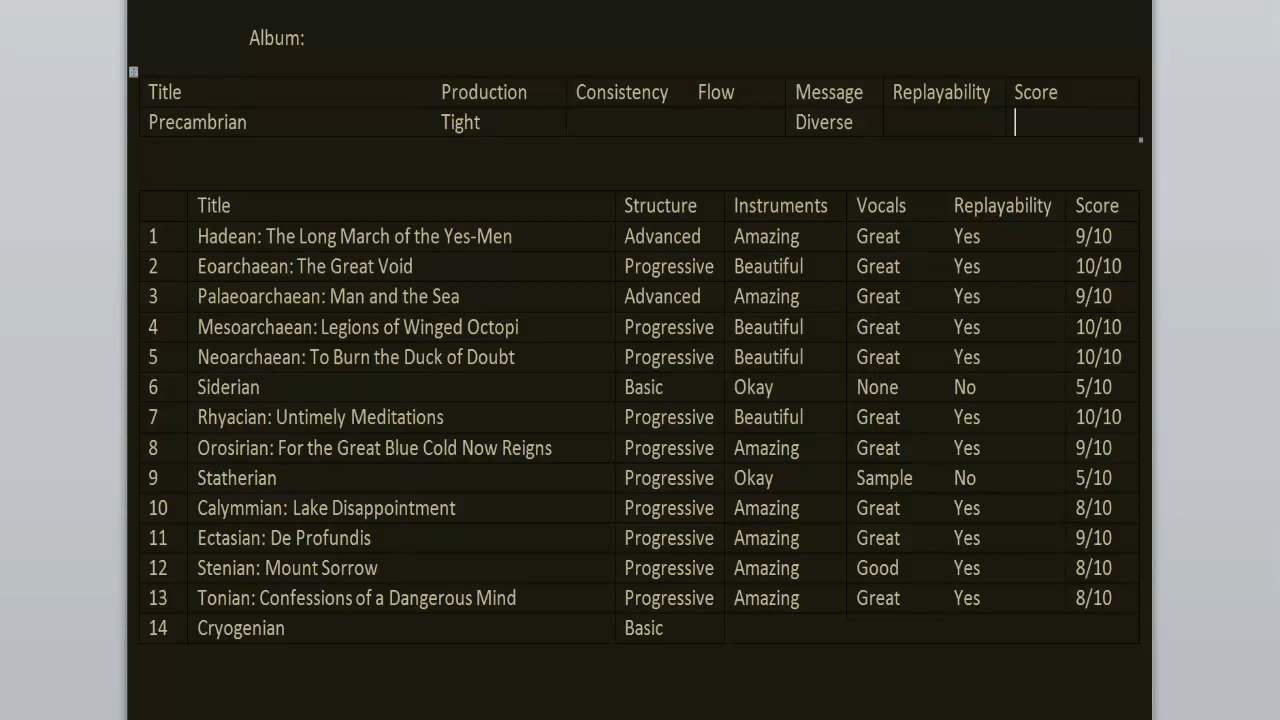 Album:
Title Production Consistency Flow Message Replayability Score
Precambrian Tight Diverse
Title Structure Instruments Vocals Replayability Score
1 Hadean: The Long March of the Yes-Men Advanced Amazing Great Yes 9/10
2 Eoarchaean: The Great Void Progressive Beautiful Great Yes 10/10
3 Palaeoarchaean: Man and the Sea Advanced Amazing Great Yes 9/10
4 Mesoarchaean: Legions of Winged Octopi Progressive Beautiful Great Yes 10/10
5 Neoarchaean: To Burn the Duck of Doubt Progressive Beautiful Great Yes 10/10
6 Siderian Basic Okay None No 5/10
7 Rhyacian: Untimely Meditations Progressive Beautiful Great Yes 10/10
8 Orosirian: For the Great Blue Cold Now Reigns Progressive Amazing Great Yes 9/10
9 Statherian Progressive Okay Sample No 5/10
10 Calymmian: Lake Disappointment Progressive Amazing Great Yes 8/10
11 Ectasian: De Profundis Progressive Amazing Great Yes 9/10
12 Stenian: Mount Sorrow Progressive Amazing Good Yes 8/10
13 Tonian: Confessions of a Dangerous Mind Progressive Amazing Great Yes 8/10
14 Cryogenian Basic